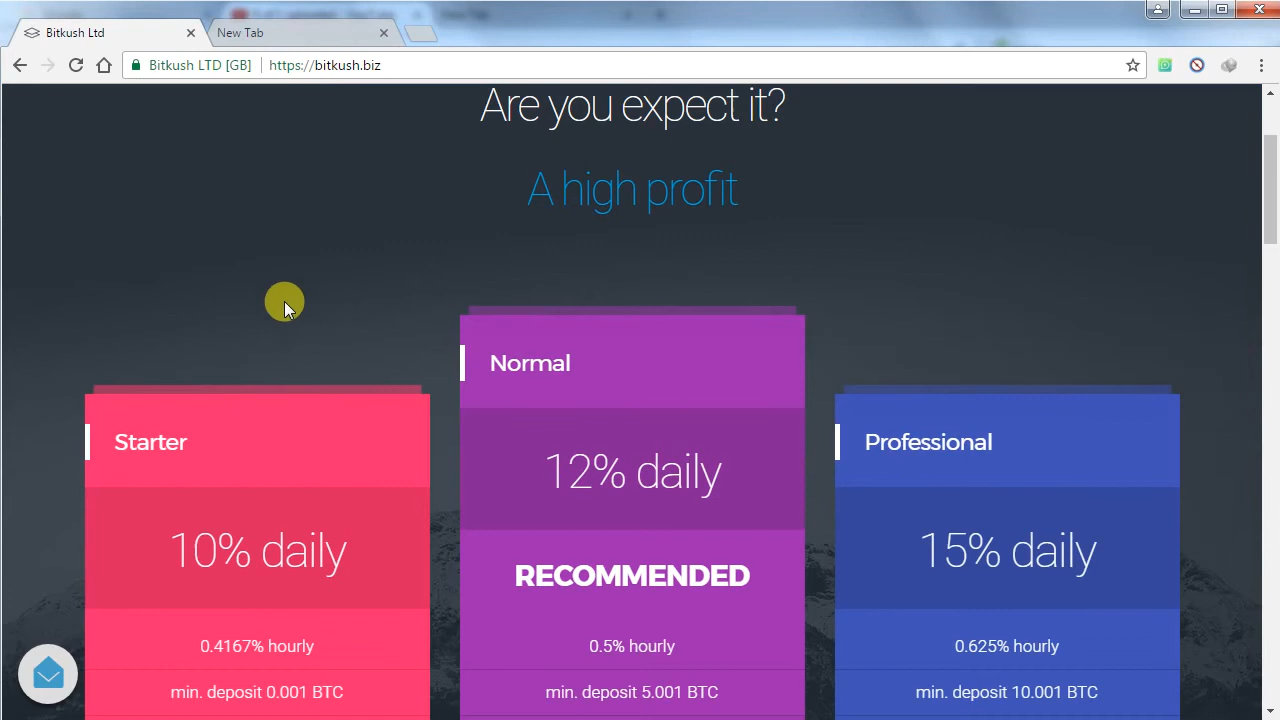 Bitkush Ltd
New Tab
Bitkush LTD [GB]
https://bitkush.biz
Are you expect it?
A high profit
Starter
10% daily
0.4167% hourly
min. deposit 0.001 BTC
Normal
12% daily
RECOMMENDED
0.5% hourly
min. deposit 5.001 BTC
Professional
15% daily
0.625% hourly
min. deposit 10.001 BTC